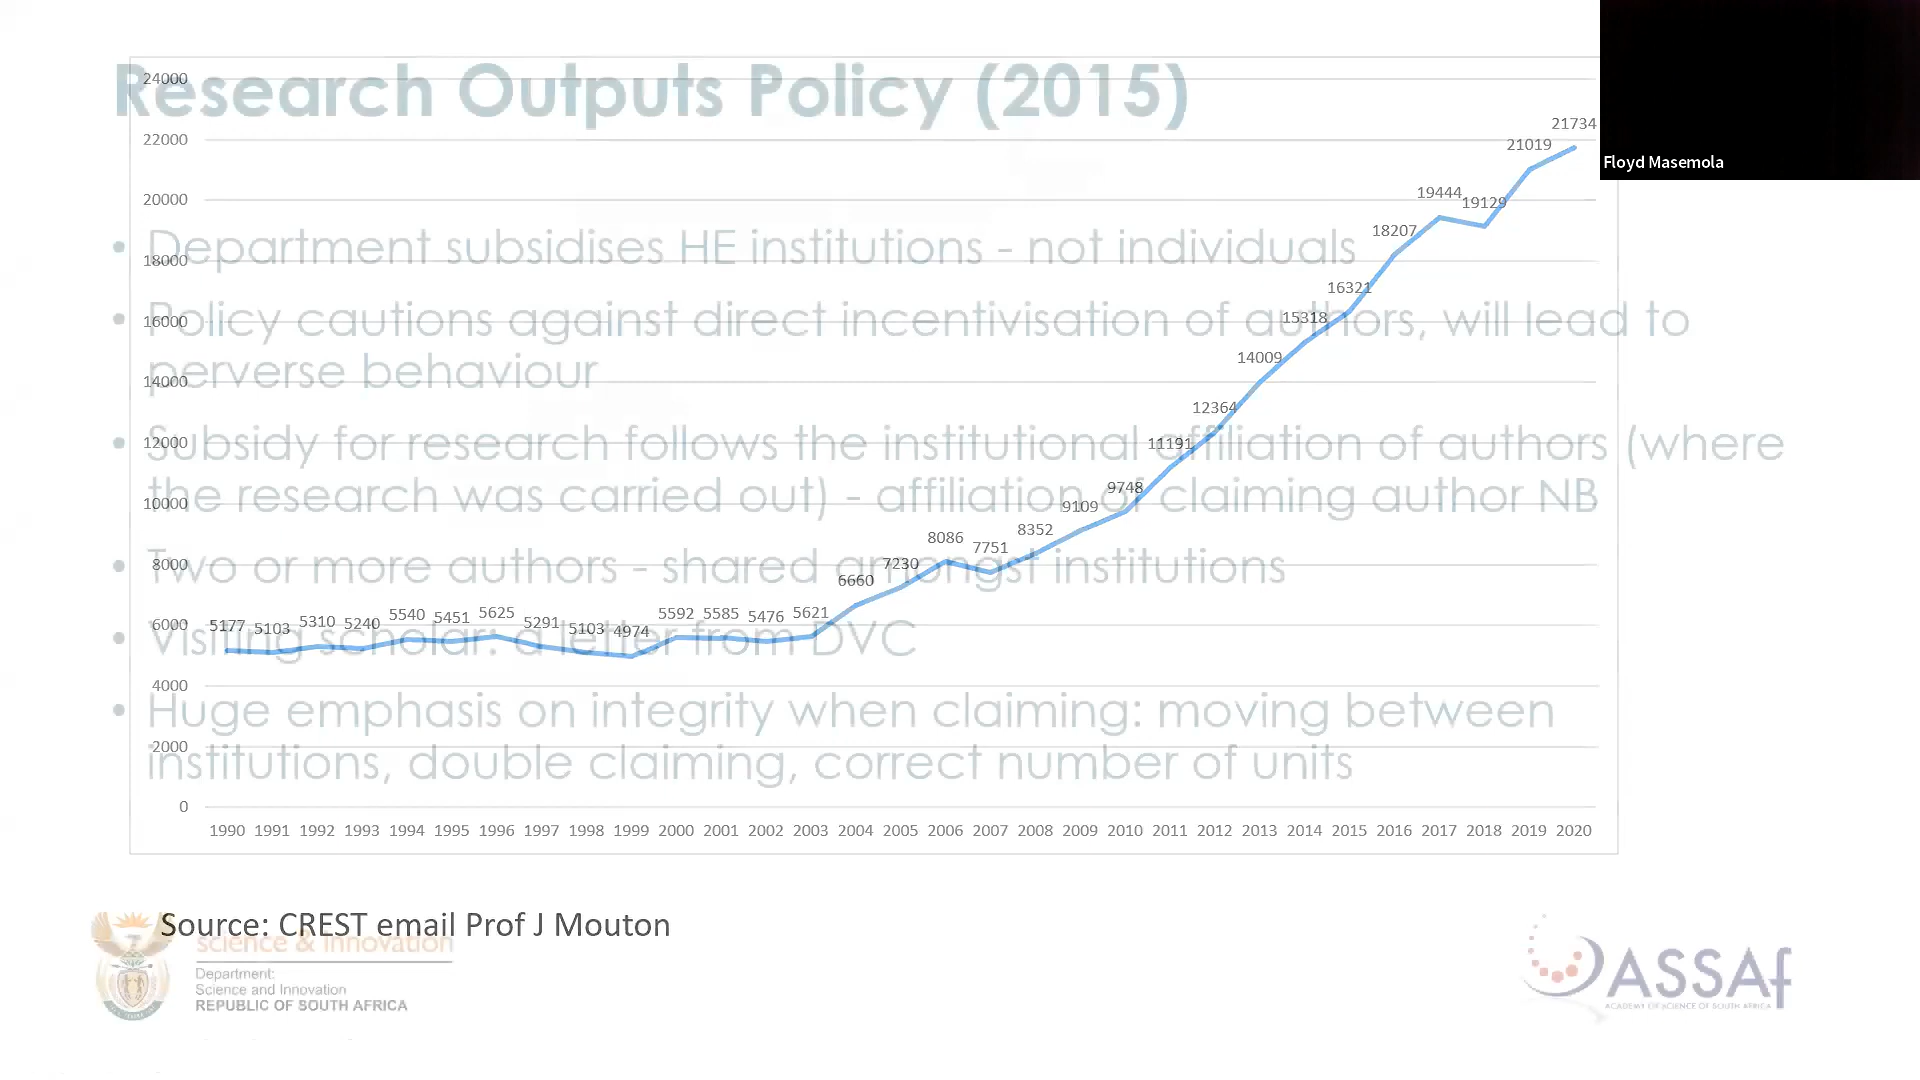 Research Outputs Policy (2015)
• Department subsidises HE institutions - not individuals
• Policy cautions against direct incentivisation of authors, will lead to
perverse behaviour
• Subsidy for research follows the institutional affiliation of authors (where
the research was carried out) - affiliation of claiming author NB
• Two or more authors - shared amongst institutions
• Visiting scholar: a letter from DVC
• Huge emphasis on integrity when claiming: moving between
institutions, double claiming, correct number of units
24000
22000
20000
18000
16000
14000
12000
10000
8000
6000
4000
2000
0
5177 5103 5310 5240 5540 5451 5625 5291 5103 4974 5592 5585 5476 5621 6660 7230 8086 7751 8352 9109 9748 11191 12364 14009 15318 16321 18207 19444 19129 21019 21734
1990 1991 1992 1993 1994 1995 1996 1997 1998 1999 2000 2001 2002 2003 2004 2005 2006 2007 2008 2009 2010 2011 2012 2013 2014 2015 2016 2017 2018 2019 2020
Floyd Masemola
Source: CREST email Prof J Mouton
science & innovation
Department:
Science and Innovation
REPUBLIC OF SOUTH AFRICA
ASSAf
ACADEMY OF SCIENCE OF SOUTH AFRICA